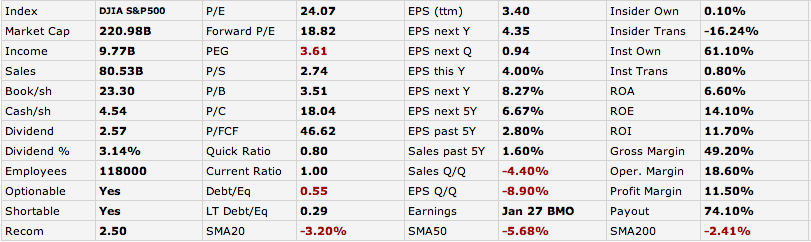 Index DJIA S&P500 P/E 24.07 EPS (ttm) 3.40 Insider Own 0.10%
Market Cap 220.98B Forward P/E 18.82 EPS next Y 4.35 Insider Trans -16.24%
Income 9.77B PEG 3.61 EPS next Q 0.94 Inst Own 61.10%
Sales 80.53B P/S 2.74 EPS this Y 4.00% Inst Trans 0.80%
Book/sh 23.30 P/B 3.51 EPS next Y 8.27% ROA 6.60%
Cash/sh 4.54 P/C 18.04 EPS next 5Y 6.67% ROE 14.10%
Dividend 2.57 P/FCF 46.62 EPS past 5Y 2.80% ROI 11.70%
Dividend % 3.14% Quick Ratio 0.80 Sales past 5Y 1.60% Gross Margin 49.20%
Employees 118000 Current Ratio 1.00 Sales Q/Q -4.40% Oper. Margin 18.60%
Optionable Yes Debt/Eq 0.55 EPS Q/Q -8.90% Profit Margin 11.50%
Shortable Yes LT Debt/Eq 0.29 Earnings Jan 27 BMO Payout 74.10%
Recom 2.50 SMA20 -3.20% SMA50 -5.68% SMA200 -2.41%